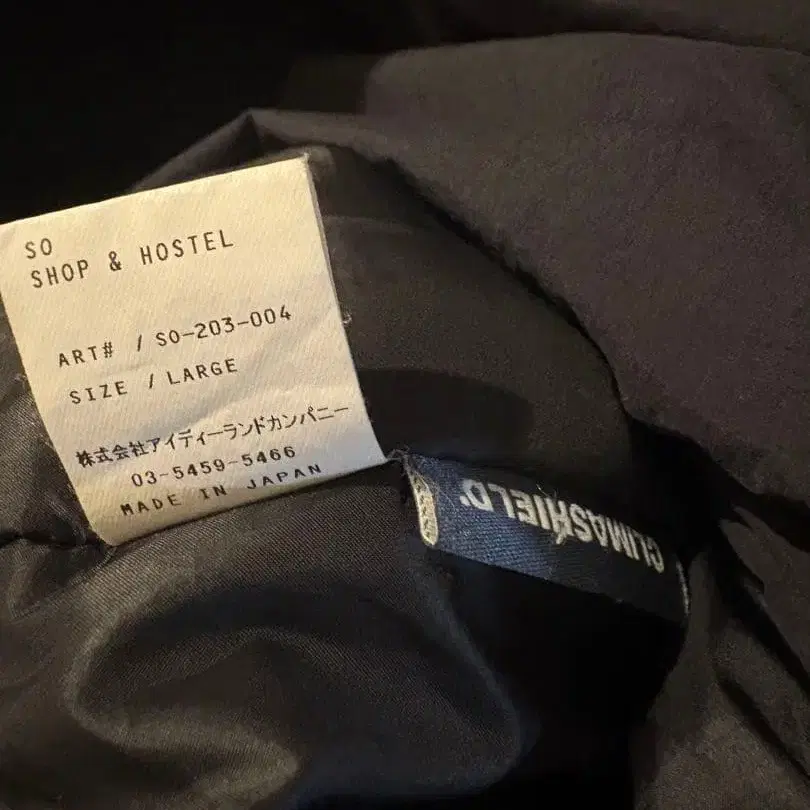 SO
SHOP & HOSTEL
ART# / SO-203-004
SIZE / LARGE
株式会社アイディーランドカンパニー
03-5459-5466
MADE IN JAPAN
CLIMASHIELD®